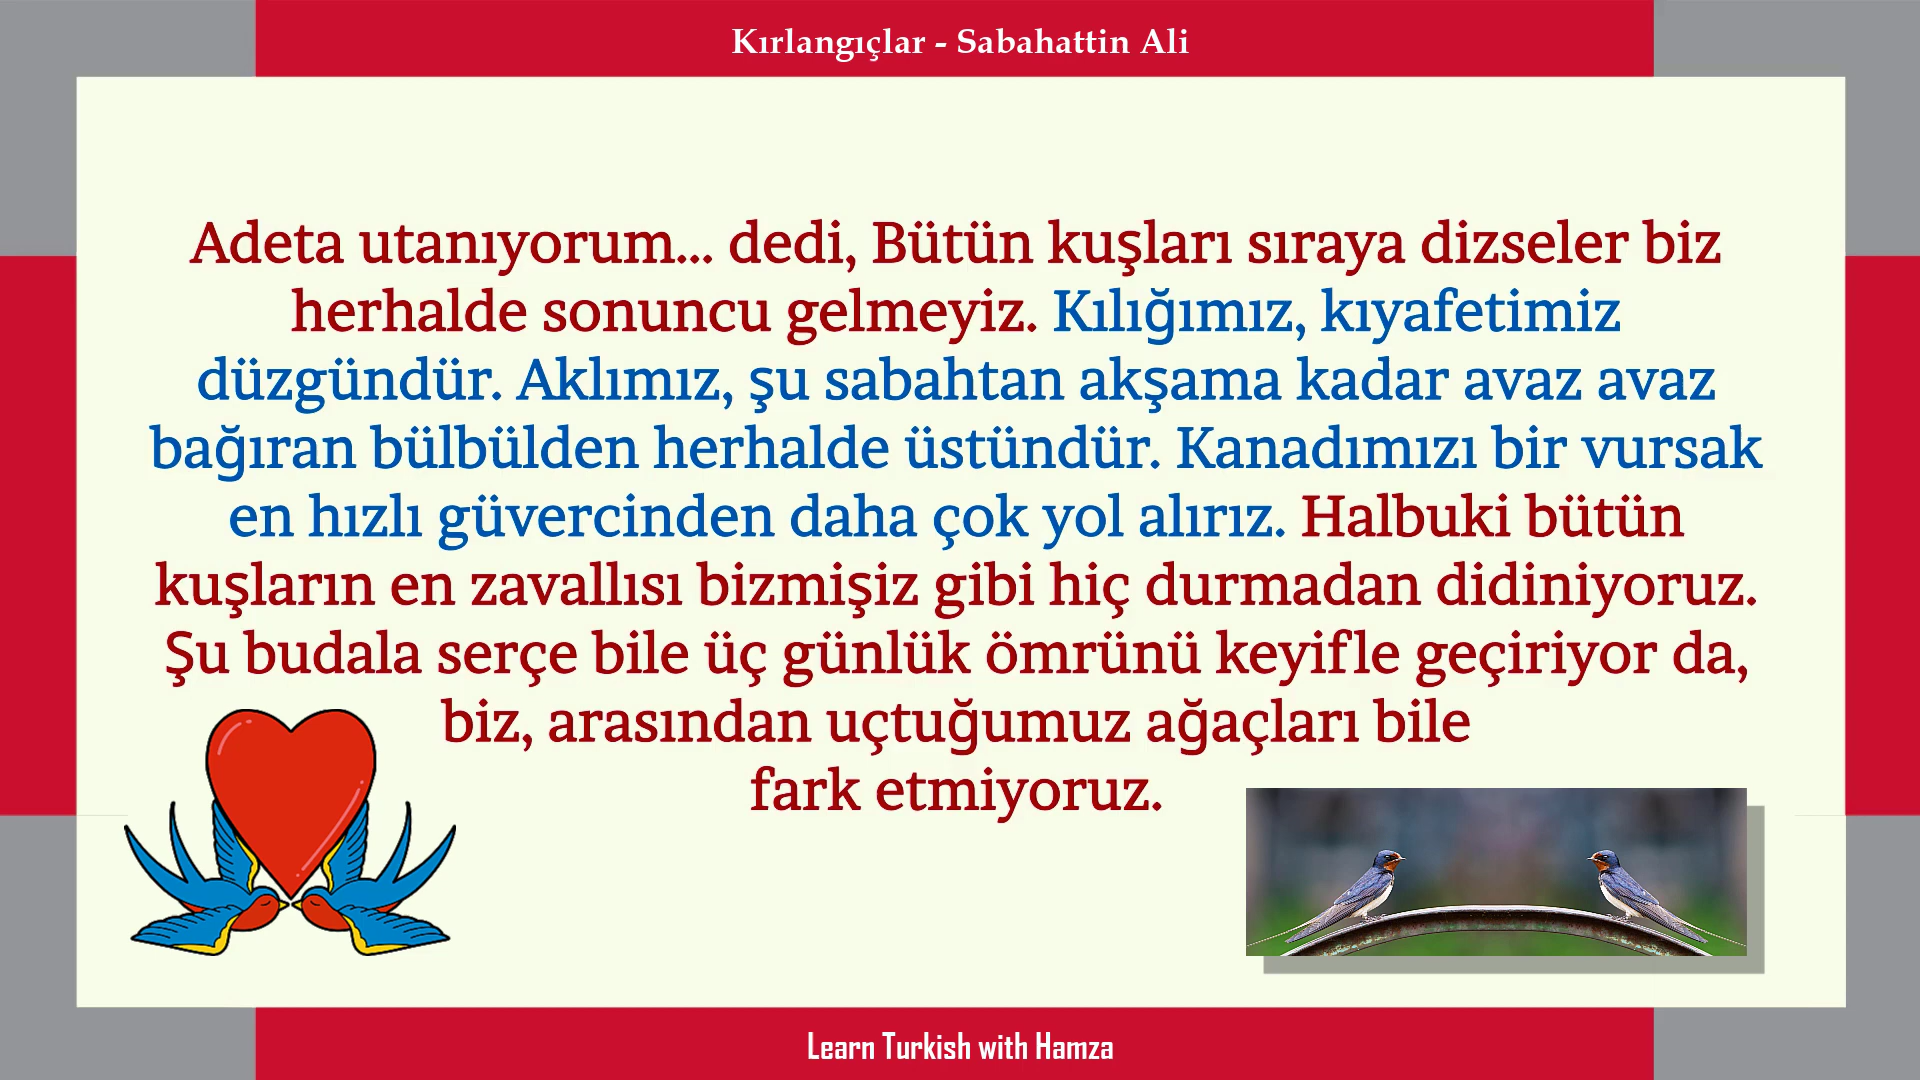 Kırlangıçlar - Sabahattin Ali
Adeta utanıyorum... dedi, Bütün kuşları sıraya dizseler biz
herhalde sonuncu gelmeyiz. Kılığımız, kıyafetimiz
düzgündür. Aklımız, şu sabahtan akşama kadar avaz avaz
bağıran bülbülden herhalde üstündür. Kanadımızı bir vursak
en hızlı güvercinden daha çok yol alırız. Halbuki bütün
kuşların en zavallısı bizmişiz gibi hiç durmadan didiniyoruz.
Şu budala serçe bile üç günlük ömrünü keyifle geçiriyor da,
biz, arasından uçtuğumuz ağaçları bile
fark etmiyoruz.
Learn Turkish with Hamza